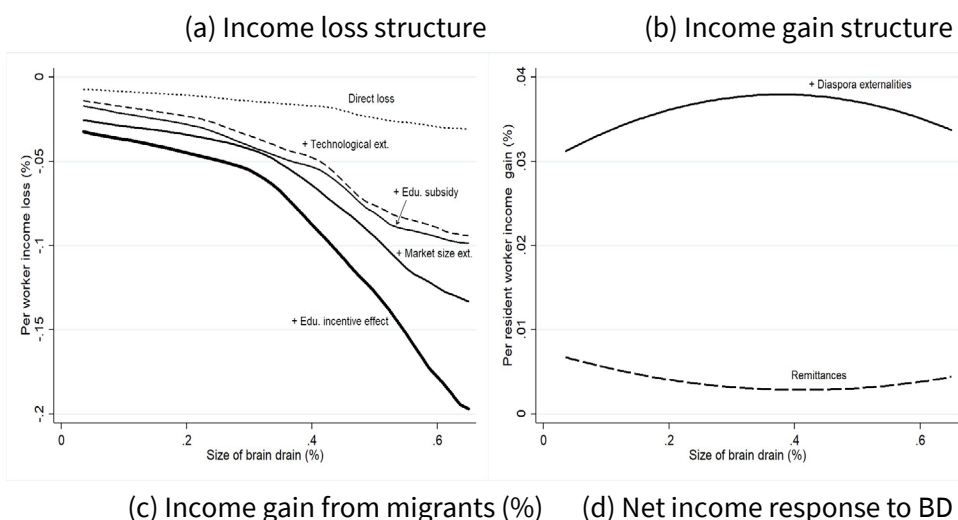 (a) Income loss structure
(b) Income gain structure
Per worker income loss (%)
0
-.05
-.1
-.15
-.2
Direct loss
+ Technological ext.
+ Edu. subsidy
+ Market size ext.
+ Edu. incentive effect
0
.2
.4
.6
Size of brain drain (%)
Per resident worker income gain (%)
.04
.03
.02
.01
0
+ Diaspora externalities
Remittances
0
.2
.4
.6
Size of brain drain (%)
(c) Income gain from migrants (%)
(d) Net income response to BD